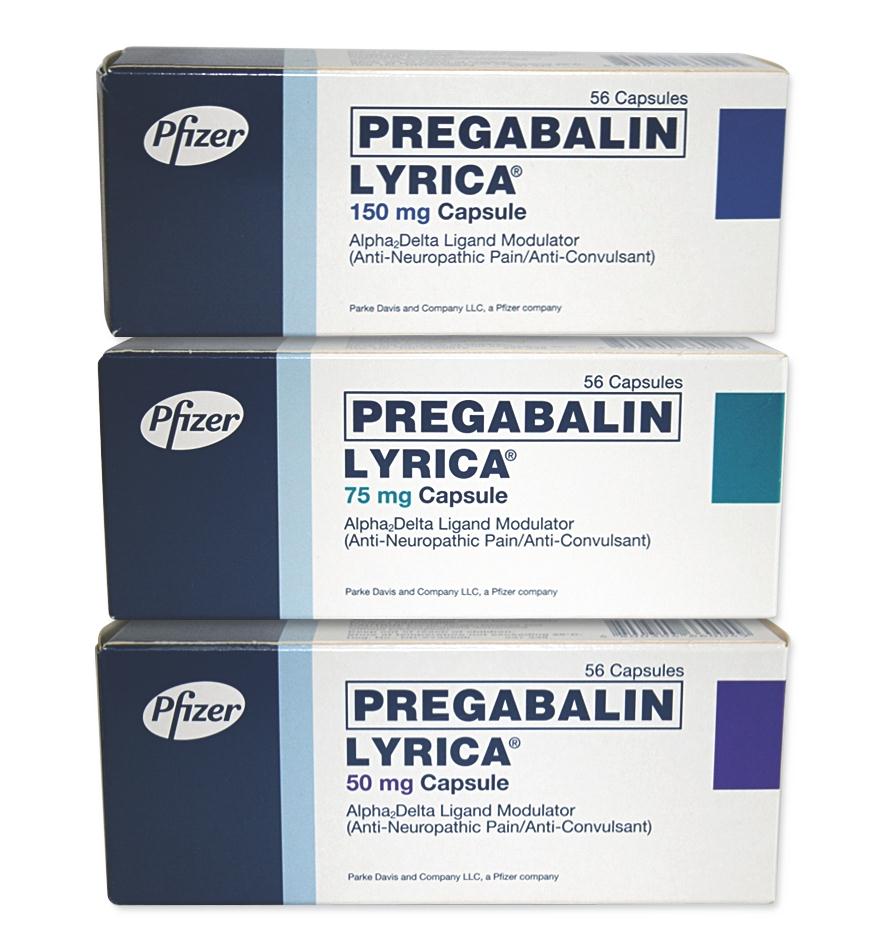 56 Capsules
Pfizer
PREGABALIN
LYRICA®
150 mg Capsule
Alpha₂Delta Ligand Modulator
(Anti-Neuropathic Pain/Anti-Convulsant)
Parke Davis and Company LLC, a Pfizer company
56 Capsules
Pfizer
PREGABALIN
LYRICA®
75 mg Capsule
Alpha₂Delta Ligand Modulator
(Anti-Neuropathic Pain/Anti-Convulsant)
Parke Davis and Company LLC, a Pfizer company
56 Capsules
Pfizer
PREGABALIN
LYRICA®
50 mg Capsule
Alpha₂Delta Ligand Modulator
(Anti-Neuropathic Pain/Anti-Convulsant)
Parke Davis and Company LLC, a Pfizer company